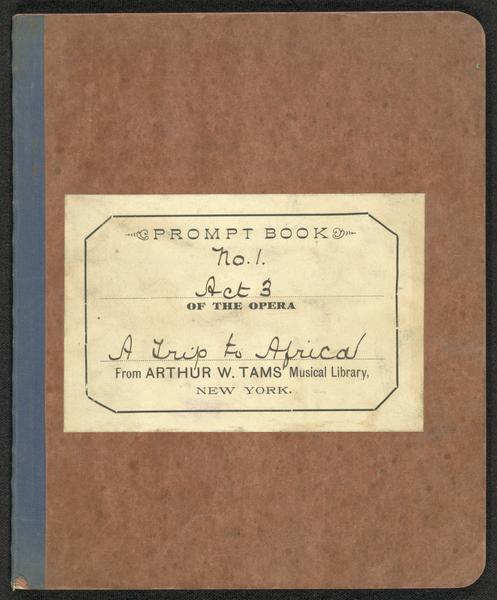 PROMPT BOOK
No. 1.
Act 3
OF THE OPERA
A Trip to Africa
From ARTHUR W. TAMS' Musical Library,
NEW YORK.